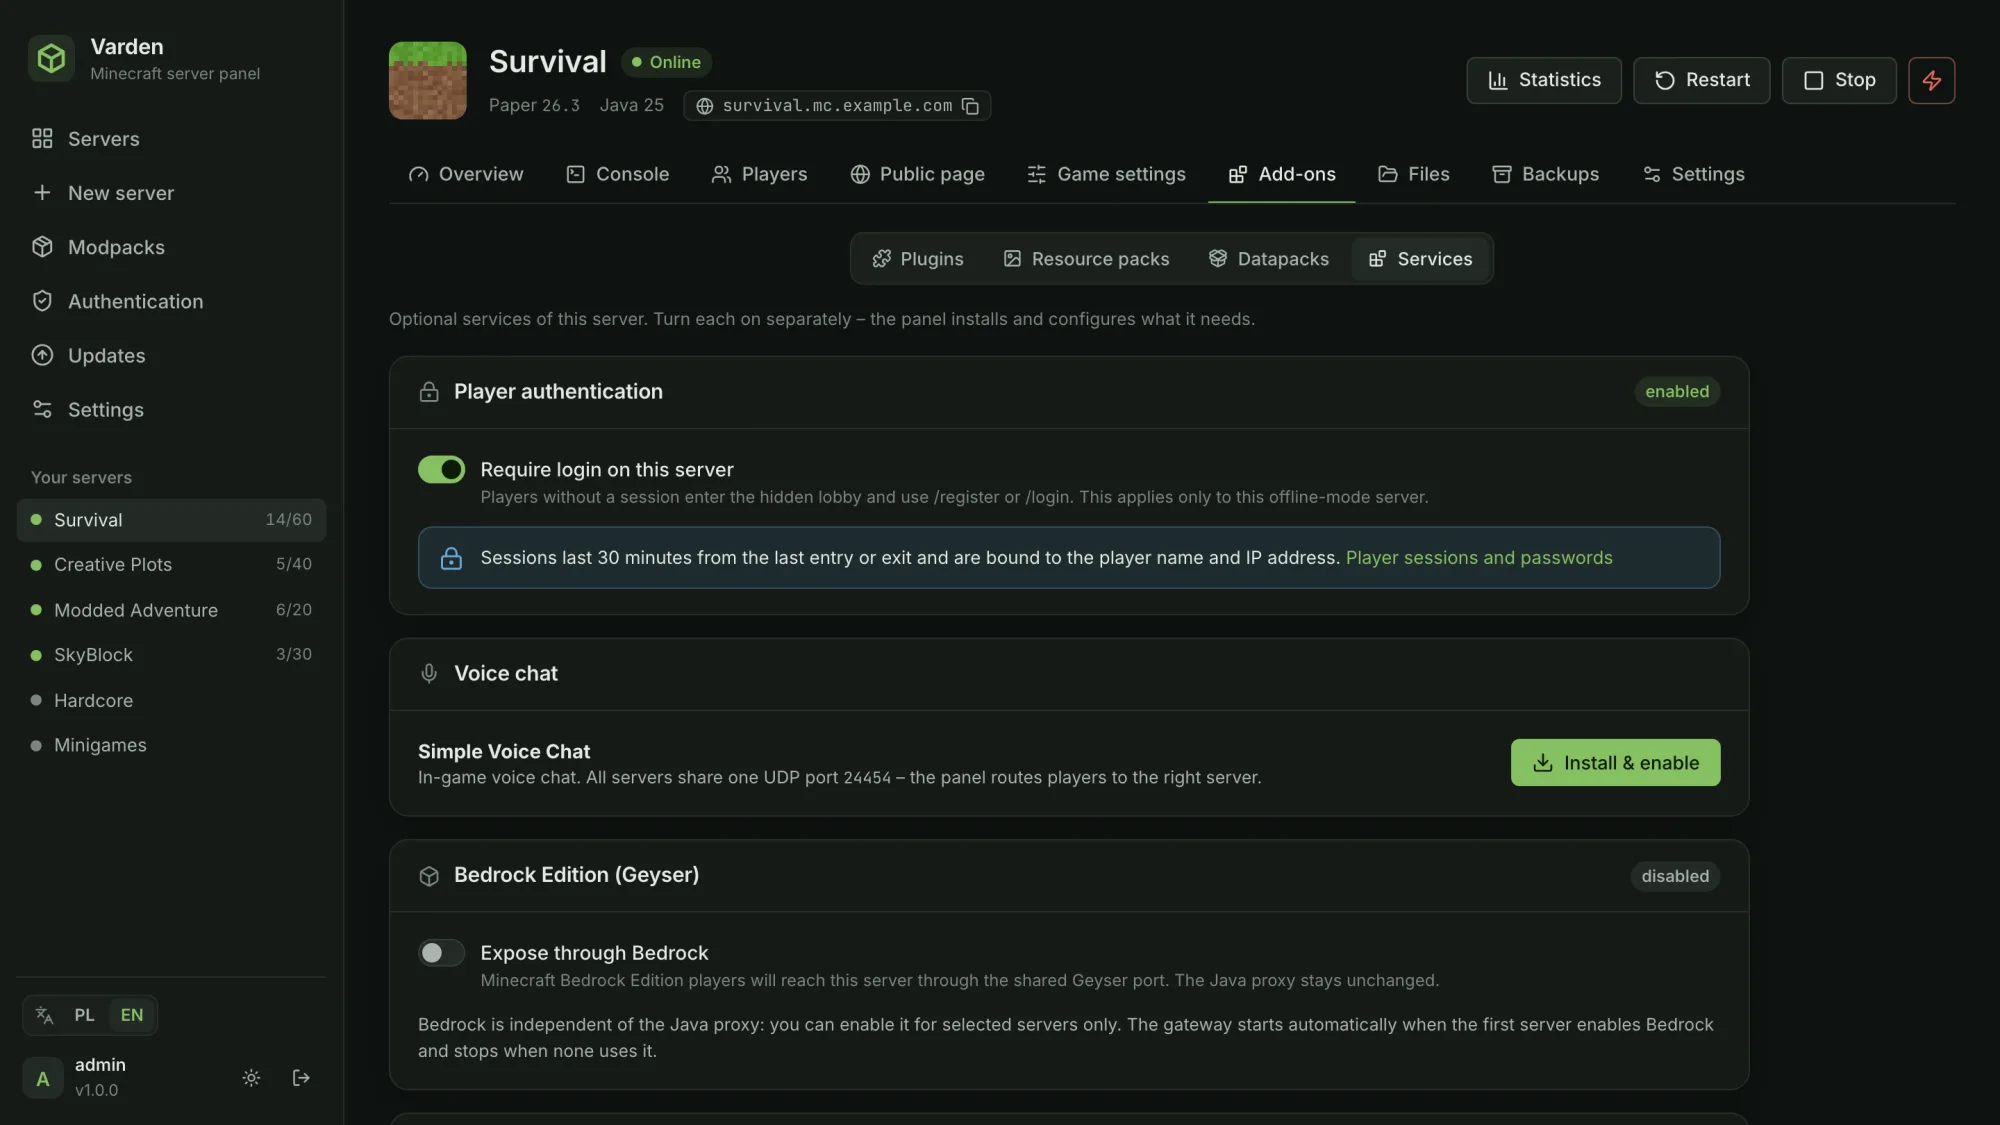 Varden
Minecraft server panel
Servers
New server
Modpacks
Authentication
Updates
Settings
Your servers
Survival 14/60
Creative Plots 5/40
Modded Adventure 6/20
SkyBlock 3/30
Hardcore
Minigames
PL EN
A
admin
v1.0.0
Survival Online
Paper 26.3 Java 25 survival.mc.example.com
Statistics Restart Stop
Overview Console Players Public page Game settings Add-ons Files Backups Settings
Plugins Resource packs Datapacks Services
Optional services of this server. Turn each on separately – the panel installs and configures what it needs.
Player authentication enabled
Require login on this server
Players without a session enter the hidden lobby and use /register or /login. This applies only to this offline-mode server.
Sessions last 30 minutes from the last entry or exit and are bound to the player name and IP address. Player sessions and passwords
Voice chat
Simple Voice Chat
In-game voice chat. All servers share one UDP port 24454 – the panel routes players to the right server.
Install & enable
Bedrock Edition (Geyser) disabled
Expose through Bedrock
Minecraft Bedrock Edition players will reach this server through the shared Geyser port. The Java proxy stays unchanged.
Bedrock is independent of the Java proxy: you can enable it for selected servers only. The gateway starts automatically when the first server enables Bedrock
and stops when none uses it.